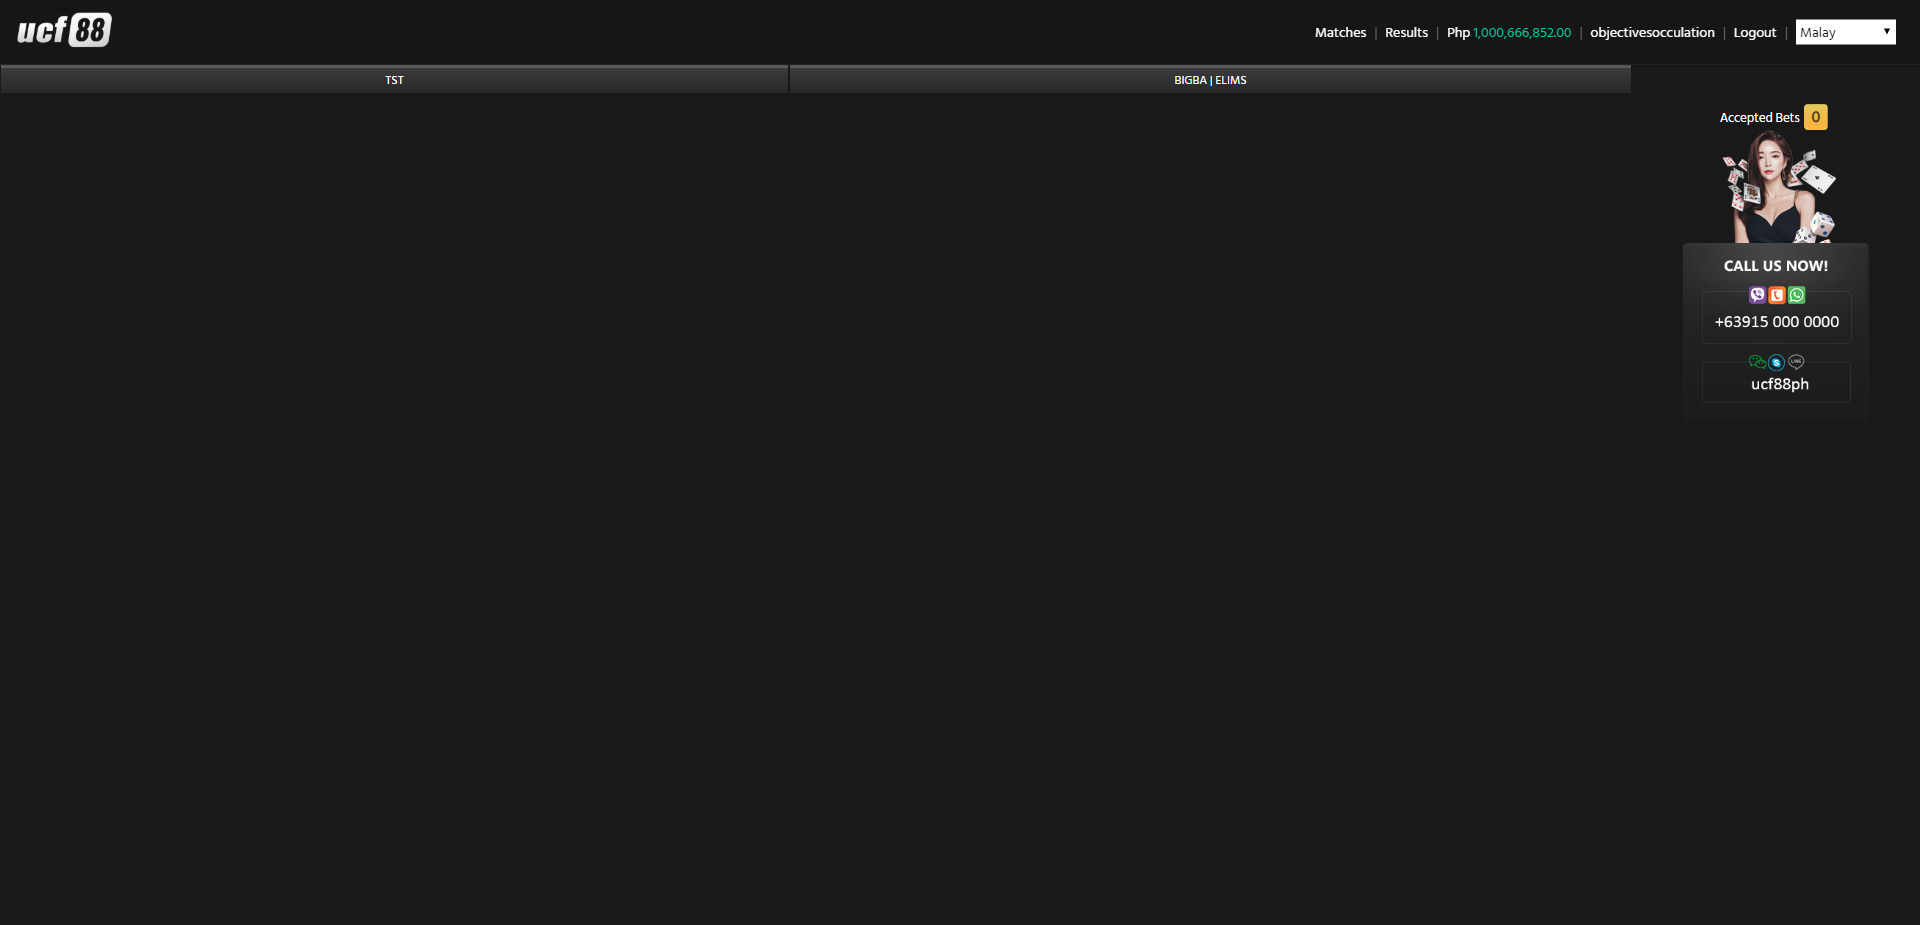 ucf88
Matches | Results | Php 1,000,666,852.00 | objectivesocculation | Logout | Malay
TST
BIGBA | ELIMS
Accepted Bets 0
CALL US NOW!
+63915 000 0000
LINE
ucf88ph